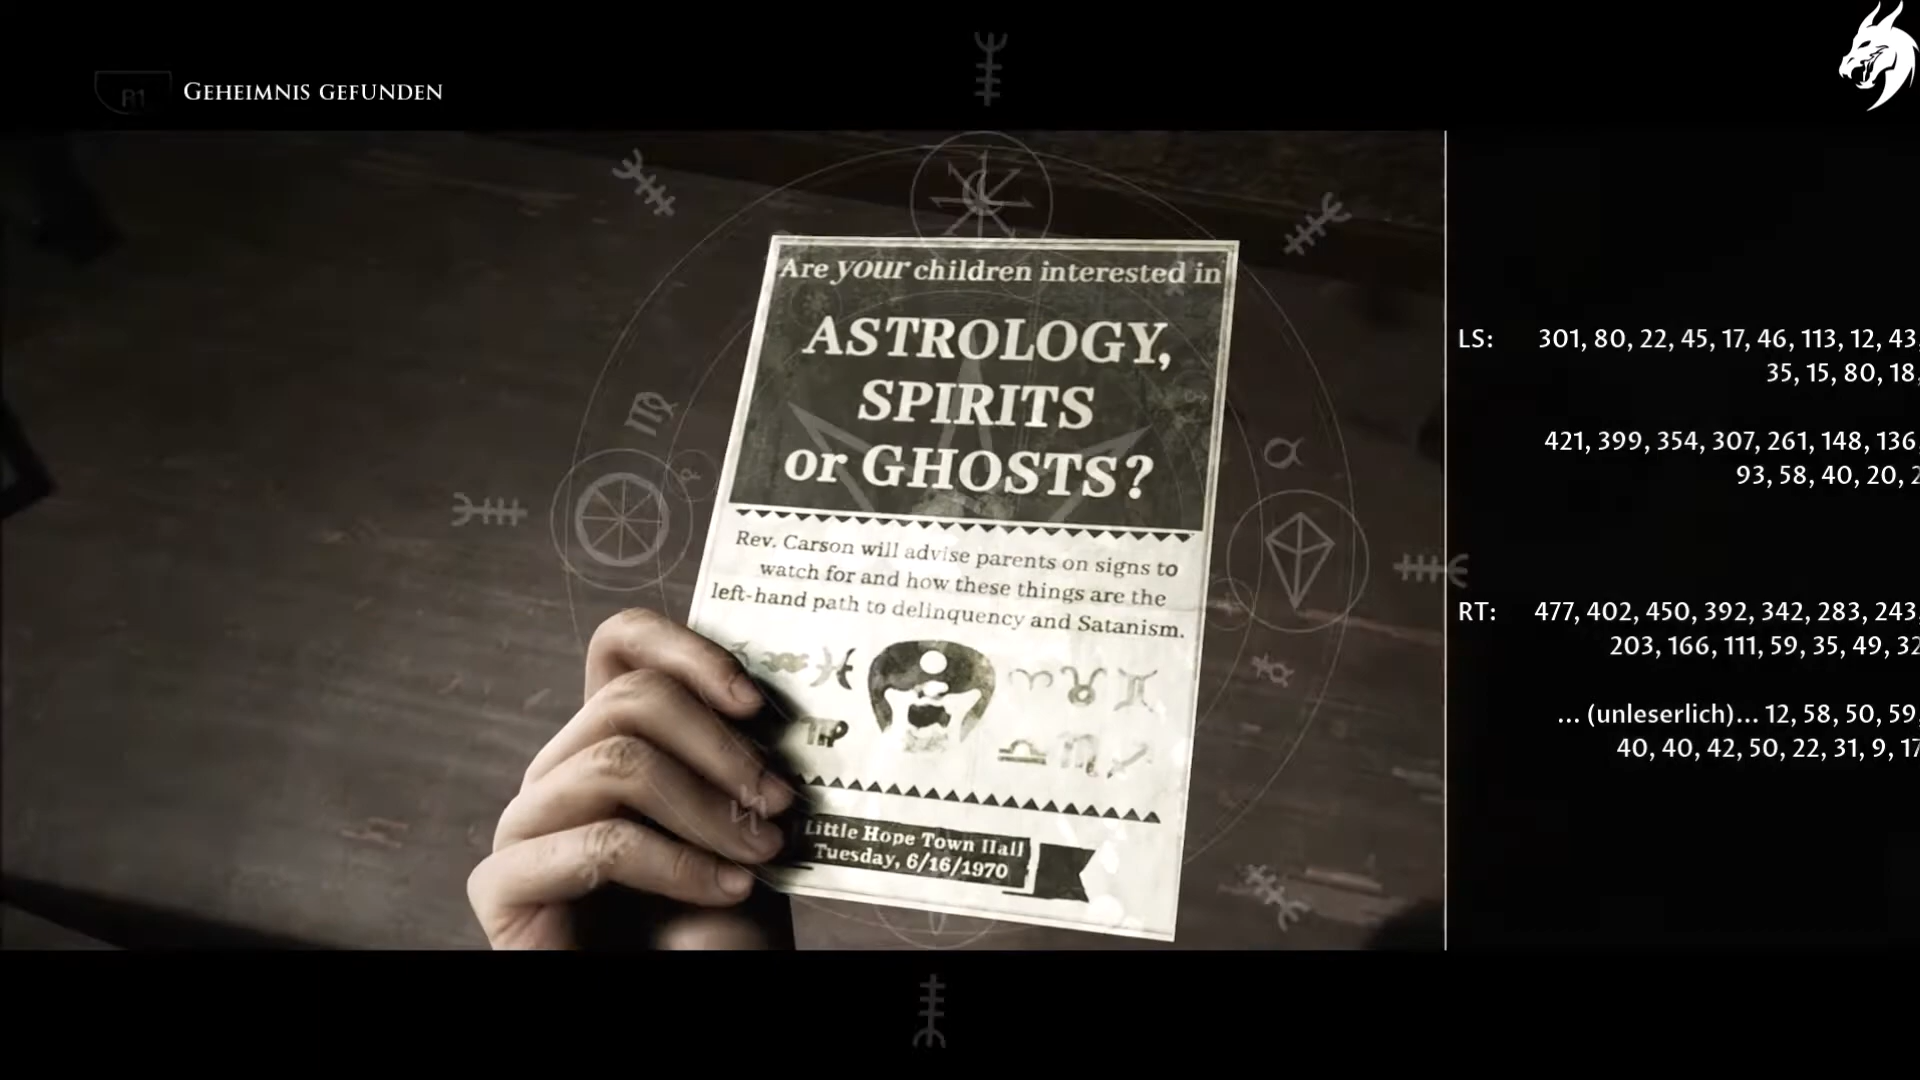 R1 GEHEIMNIS GEFUNDEN
Are your children interested in
ASTROLOGY,
SPIRITS
or GHOSTS?
Rev. Carson will advise parents on signs to
watch for and how these things are the
left-hand path to delinquency and Satanism.
Little Hope Town Hall
Tuesday, 6/16/1970
LS: 301, 80, 22, 45, 17, 46, 113, 12, 43,
35, 15, 80, 18,
421, 399, 354, 307, 261, 148, 136,
93, 58, 40, 20, 2
RT: 477, 402, 450, 392, 342, 283, 243,
203, 166, 111, 59, 35, 49, 32
... (unleserlich)... 12, 58, 50, 59,
40, 40, 42, 50, 22, 31, 9, 17